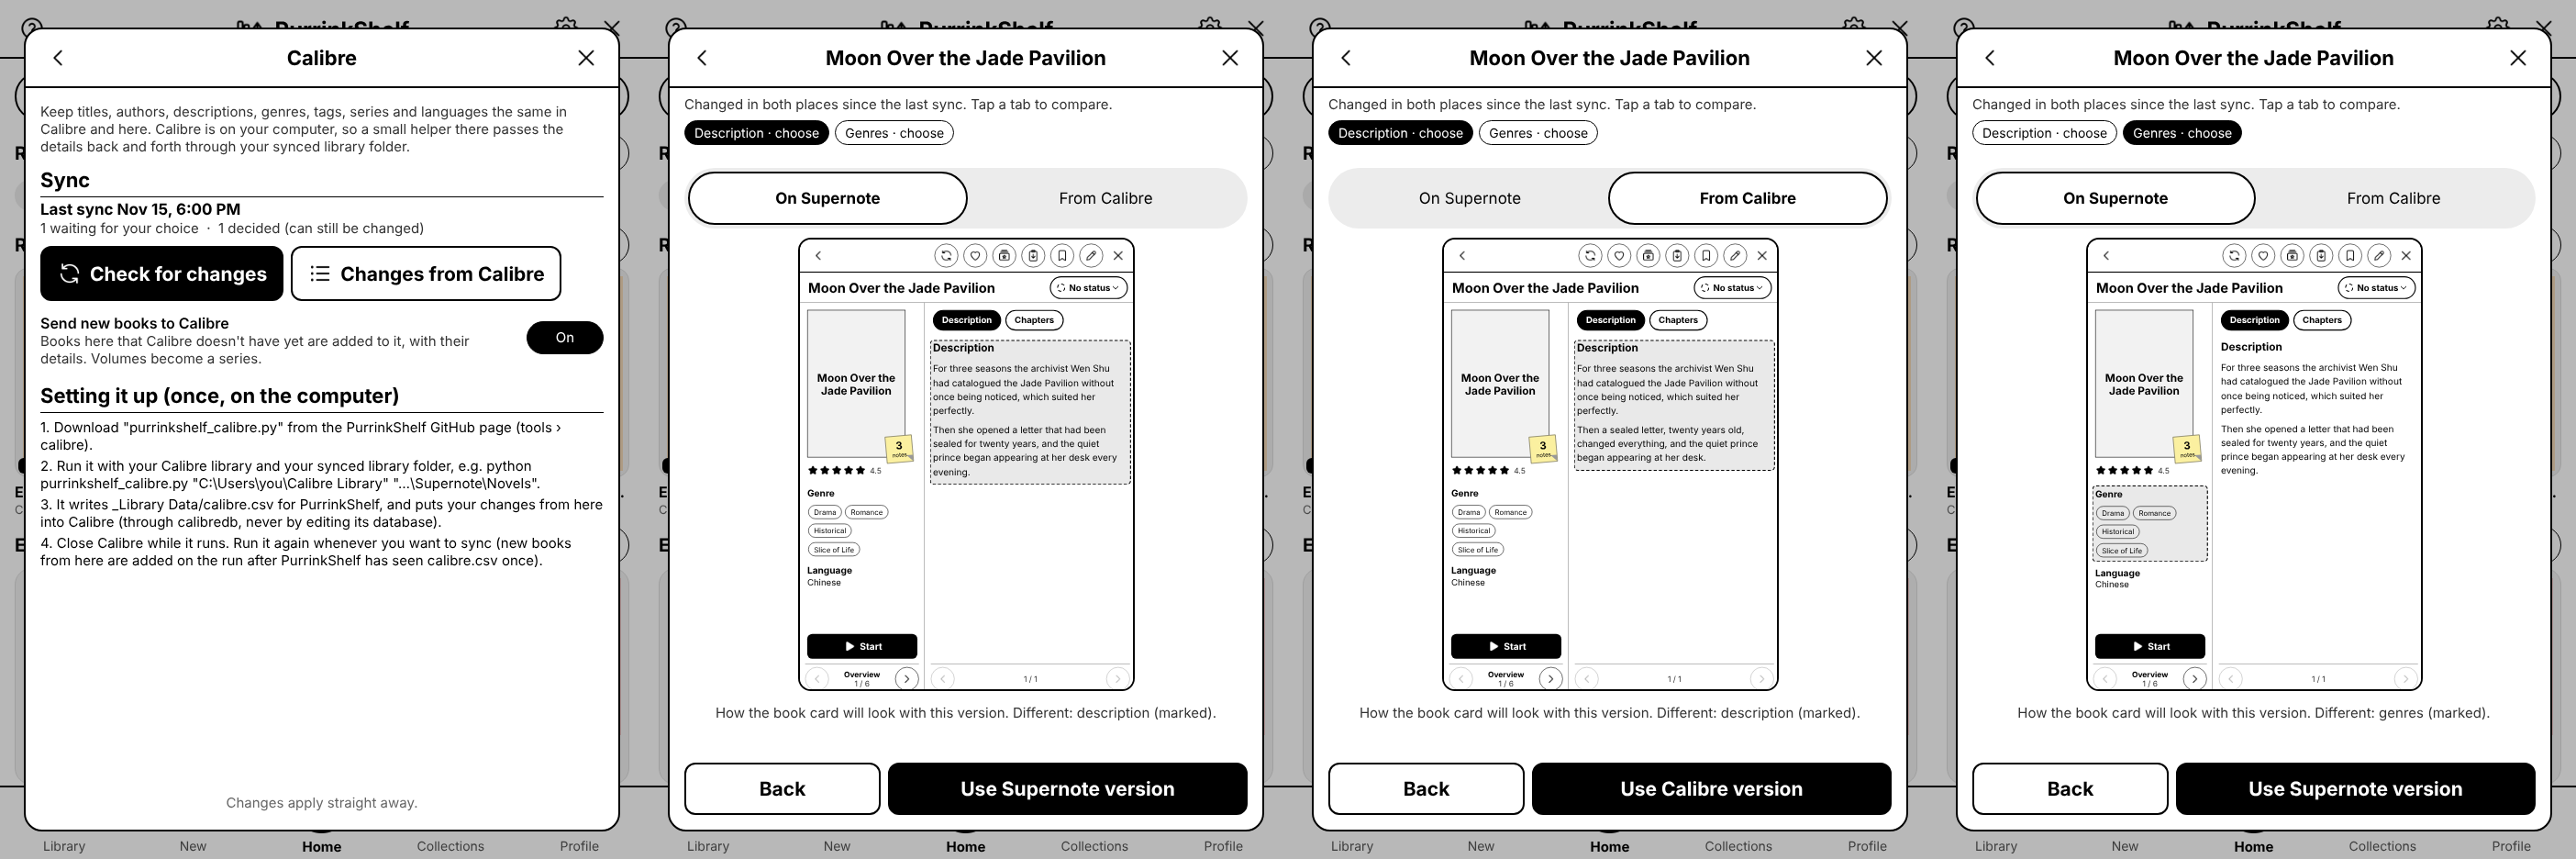 Calibre
Keep titles, authors, descriptions, genres, tags, series and languages the same in
Calibre and here. Calibre is on your computer, so a small helper there passes the
details back and forth through your synced library folder.
Sync
Last sync Nov 15, 6:00 PM
1 waiting for your choice · 1 decided (can still be changed)
Check for changes
Changes from Calibre
Send new books to Calibre
Books here that Calibre doesn't have yet are added to it, with their
details. Volumes become a series.
On
Setting it up (once, on the computer)
1. Download "purrinkshelf_calibre.py" from the PurrinkShelf GitHub page (tools ›
calibre).
2. Run it with your Calibre library and your synced library folder, e.g. python
purrinkshelf_calibre.py "C:\Users\you\Calibre Library" "...\Supernote\Novels".
3. It writes _Library Data/calibre.csv for PurrinkShelf, and puts your changes from here
into Calibre (through calibredb, never by editing its database).
4. Close Calibre while it runs. Run it again whenever you want to sync (new books
from here are added on the run after PurrinkShelf has seen calibre.csv once).
Changes apply straight away.
Library New Home Collections Profile
Moon Over the Jade Pavilion
Changed in both places since the last sync. Tap a tab to compare.
Description · choose
Genres · choose
On Supernote
From Calibre
Moon Over the Jade Pavilion
No status
Moon Over the
Jade Pavilion
3
notes
4.5
Genre
Drama
Romance
Historical
Slice of Life
Language
Chinese
Start
Overview
1 / 6
Description
Chapters
Description
For three seasons the archivist Wen Shu
had catalogued the Jade Pavilion without
once being noticed, which suited her
perfectly.
Then she opened a letter that had been
sealed for twenty years, and the quiet
prince began appearing at her desk every
evening.
1 / 1
How the book card will look with this version. Different: description (marked).
Back
Use Supernote version
Library New Home Collections Profile
Moon Over the Jade Pavilion
Changed in both places since the last sync. Tap a tab to compare.
Description · choose
Genres · choose
On Supernote
From Calibre
Moon Over the Jade Pavilion
No status
Moon Over the
Jade Pavilion
3
notes
4.5
Genre
Drama
Romance
Historical
Slice of Life
Language
Chinese
Start
Overview
1 / 6
Description
Chapters
Description
For three seasons the archivist Wen Shu
had catalogued the Jade Pavilion without
once being noticed, which suited her
perfectly.
Then a sealed letter, twenty years old,
changed everything, and the quiet prince
began appearing at her desk.
1 / 1
How the book card will look with this version. Different: description (marked).
Back
Use Calibre version
Library New Home Collections Profile
Moon Over the Jade Pavilion
Changed in both places since the last sync. Tap a tab to compare.
Description · choose
Genres · choose
On Supernote
From Calibre
Moon Over the Jade Pavilion
No status
Moon Over the
Jade Pavilion
3
notes
4.5
Genre
Drama
Romance
Historical
Slice of Life
Language
Chinese
Start
Overview
1 / 6
Description
Chapters
Description
For three seasons the archivist Wen Shu
had catalogued the Jade Pavilion without
once being noticed, which suited her
perfectly.
Then she opened a letter that had been
sealed for twenty years, and the quiet
prince began appearing at her desk every
evening.
1 / 1
How the book card will look with this version. Different: genres (marked).
Back
Use Supernote version
Library New Home Collections Profile